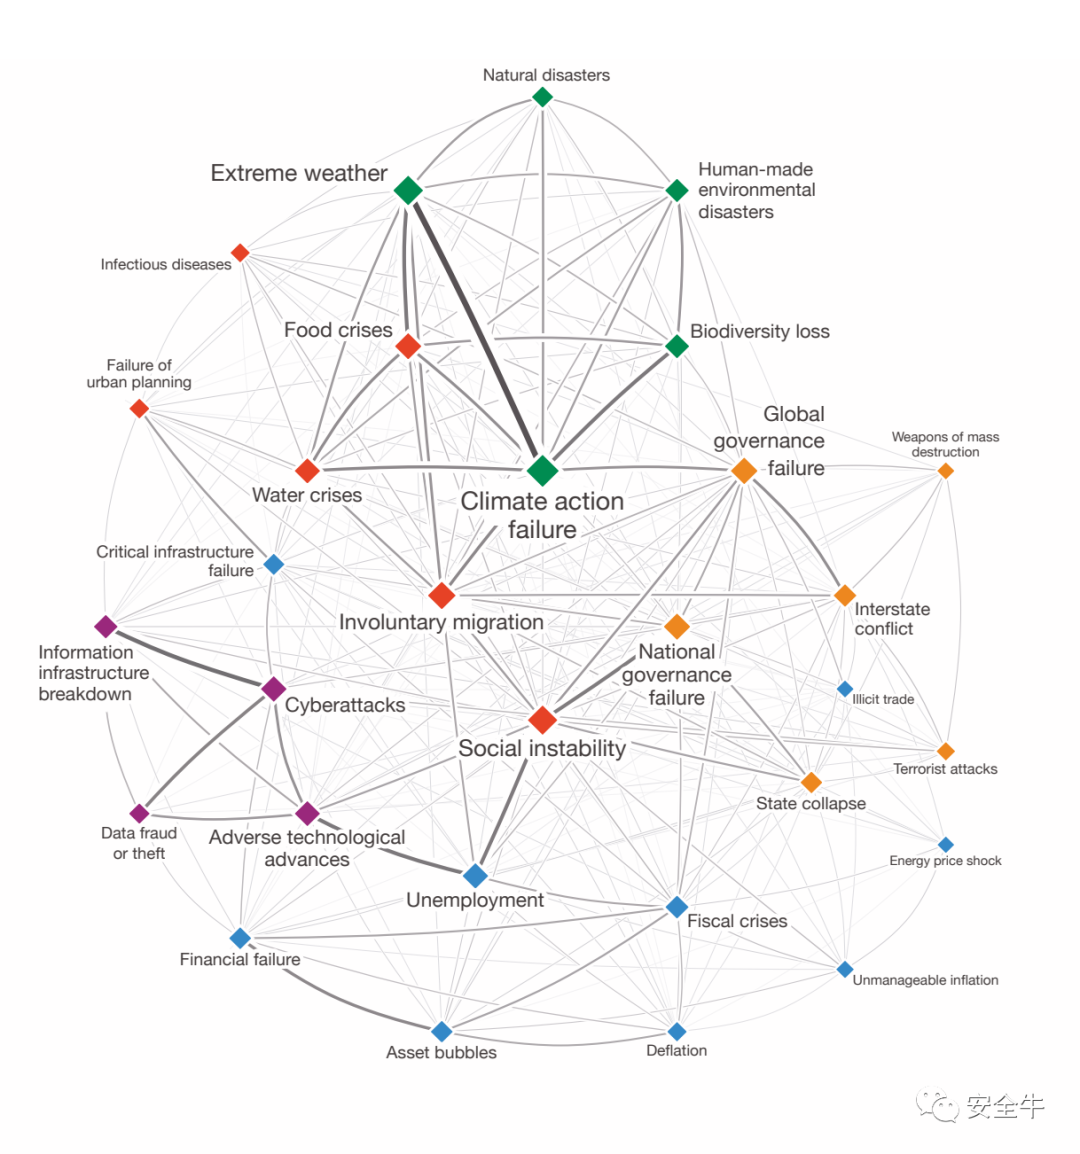 Natural disasters
Extreme weather
Human-made
environmental
disasters
Infectious diseases
Food crises
Biodiversity loss
Failure of
urban planning
Global
governance
failure
Weapons of mass
destruction
Water crises
Climate action
failure
Critical infrastructure
failure
Involuntary migration
Interstate
conflict
Information
infrastructure
breakdown
National
governance
failure
Cyberattacks
Illicit trade
Social instability
Terrorist attacks
State collapse
Data fraud
or theft
Adverse technological
advances
Energy price shock
Unemployment
Fiscal crises
Financial failure
Unmanageable inflation
Asset bubbles
Deflation
安全牛